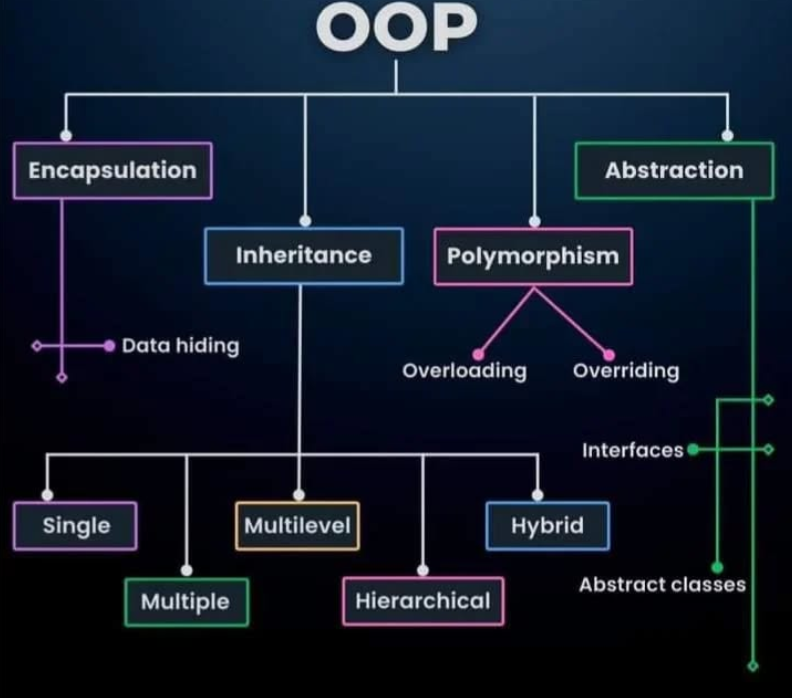 OOP
Encapsulation
Abstraction
Inheritance
Polymorphism
Data hiding
Overloading
Overriding
Interfaces
Single
Multilevel
Hybrid
Abstract classes
Multiple
Hierarchical